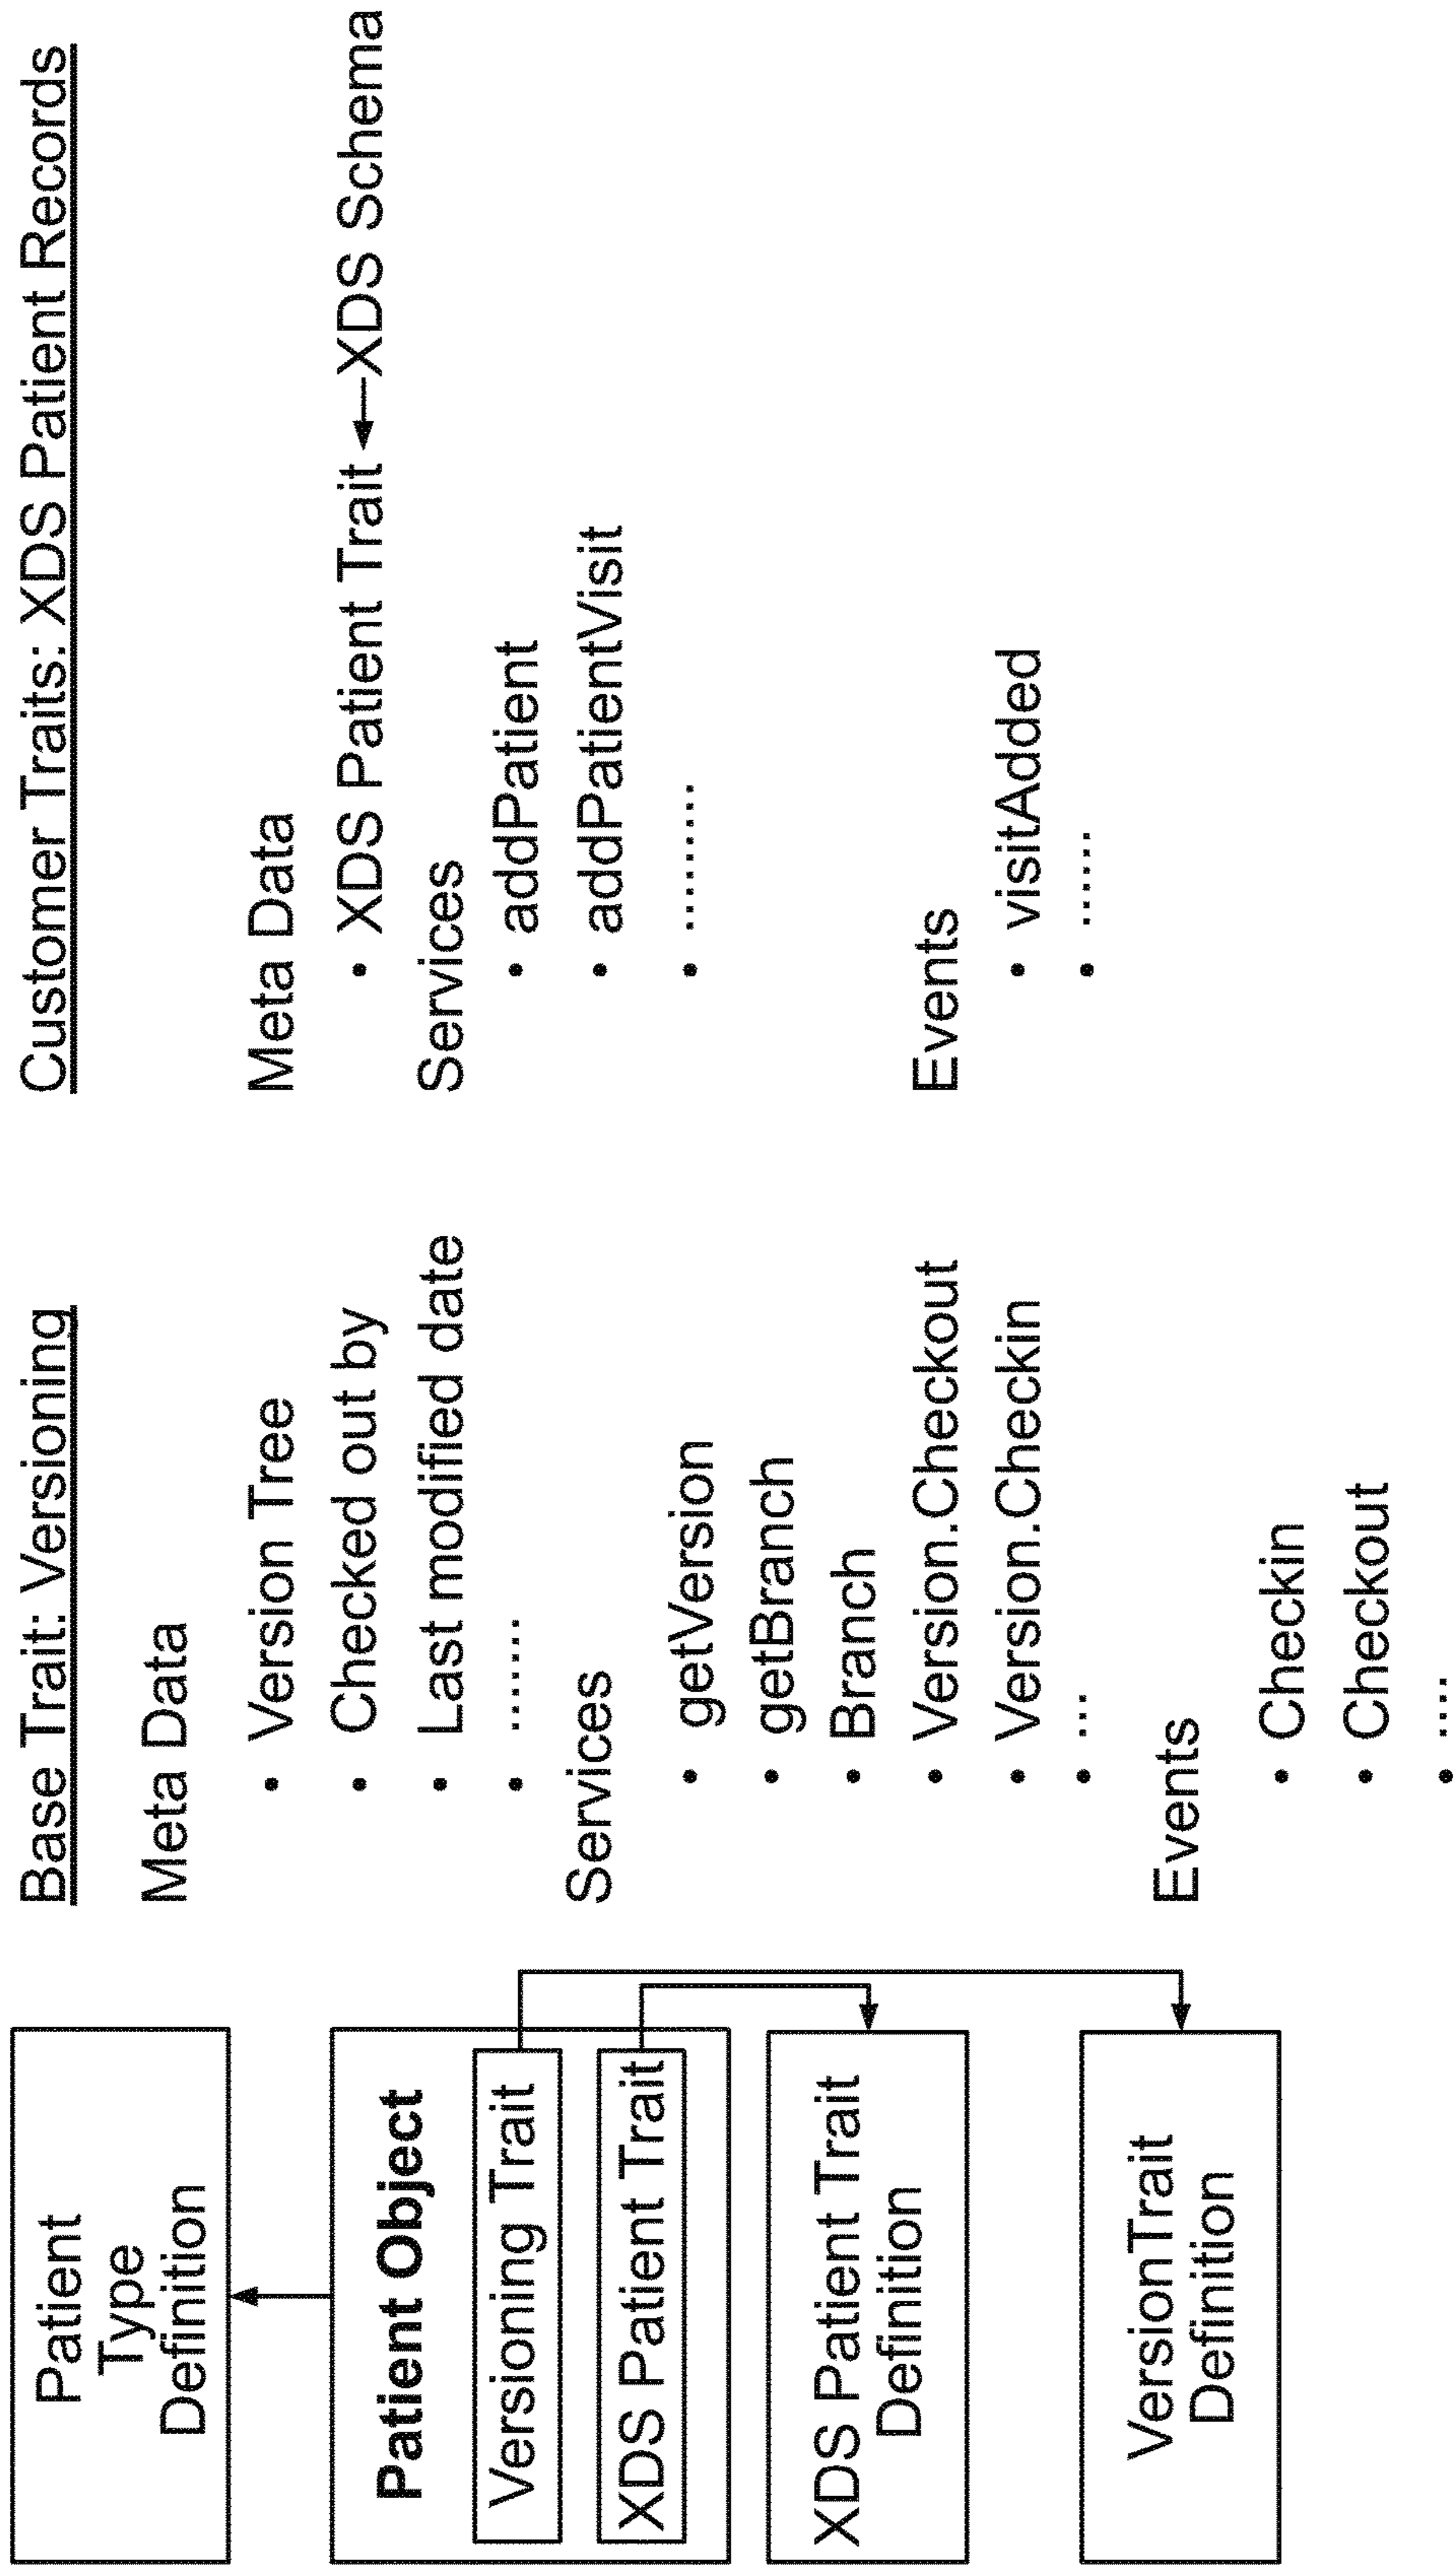 Patient
Type
Definition
Patient Object
Versioning Trait
XDS Patient Trait
XDS Patient Trait
Definition
VersionTrait
Definition
Base Trait: Versioning
Meta Data
• Version Tree
• Checked out by
• Last modified date
• ......
Services
• getVersion
• getBranch
• Branch
• Version.Checkout
• Version.Checkin
• ...
Events
• Checkin
• Checkout
• ....
Customer Traits: XDS Patient Records
Meta Data
• XDS Patient Trait ← XDS Schema
Services
• addPatient
• addPatientVisit
• ........
Events
• visitAdded
• ......